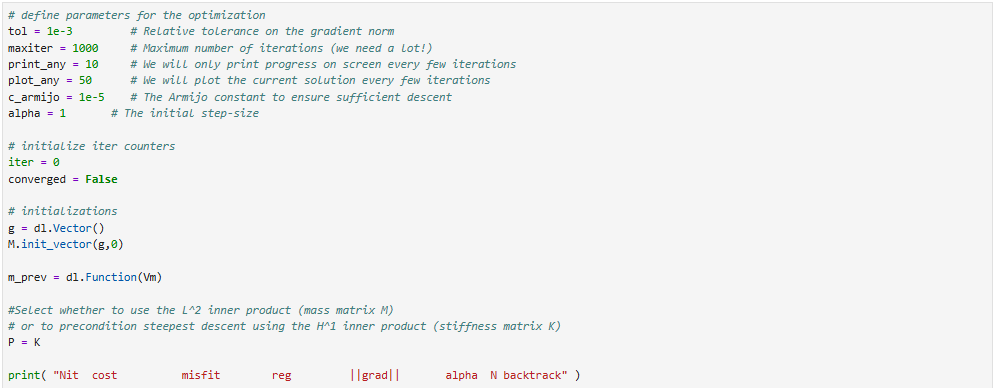 # define parameters for the optimization
tol = 1e-3          # Relative tolerance on the gradient norm
maxiter = 1000     # Maximum number of iterations (we need a lot!)
print_any = 10     # We will only print progress on screen every few iterations
plot_any = 50      # We will plot the current solution every few iterations
c_armijo = 1e-5    # The Armijo constant to ensure sufficient descent
alpha = 1       # The initial step-size
# initialize iter counters
iter = 0
converged = False
# initializations
g = dl.Vector()
M.init_vector(g,0)
m_prev = dl.Function(Vm)
#Select whether to use the L^2 inner product (mass matrix M)
# or to precondition steepest descent using the H^1 inner product (stiffness matrix K)
P = K
print( "Nit  cost          misfit        reg         ||grad||       alpha  N backtrack" )